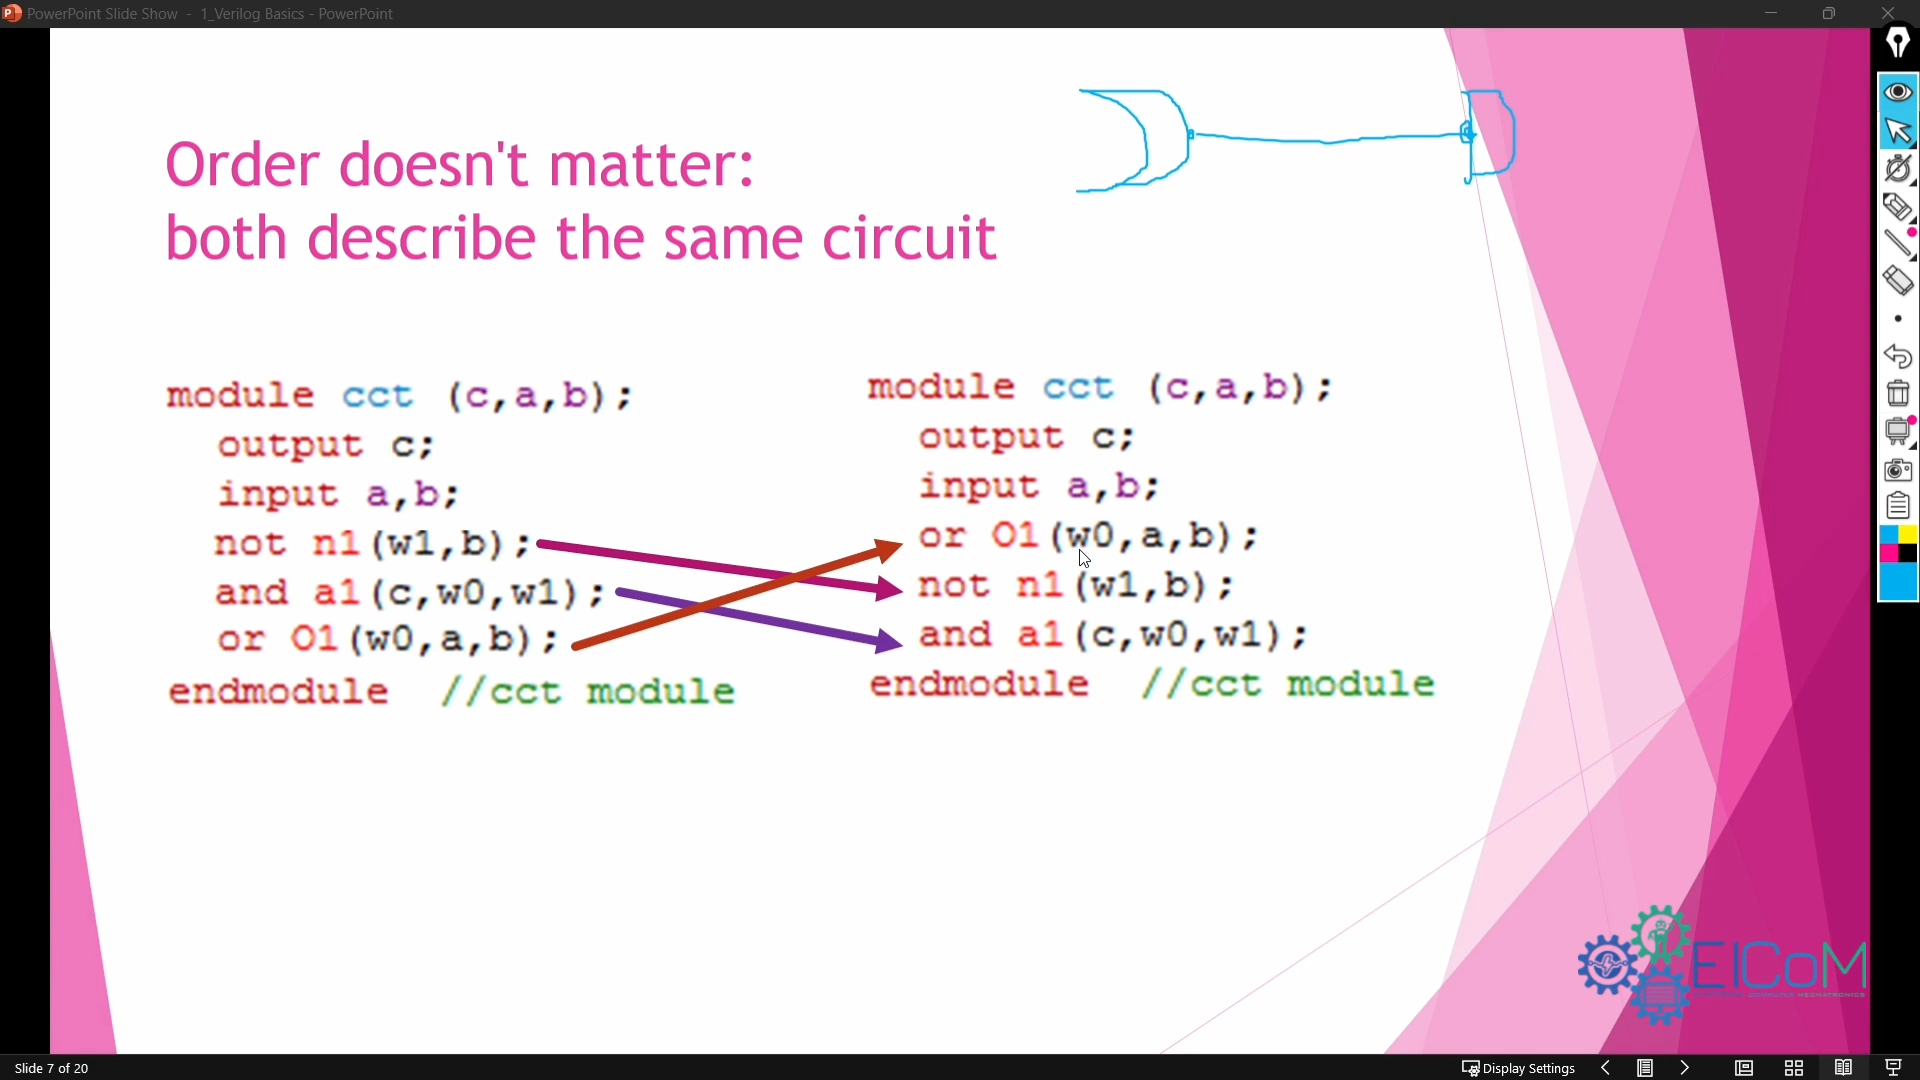 PowerPoint Slide Show - 1_Verilog Basics - PowerPoint
Order doesn't matter:
both describe the same circuit
module cct (c,a,b);
output c;
input a,b;
not n1(w1,b);
and a1(c,w0,w1);
or O1(w0,a,b);
endmodule //cct module
module cct (c,a,b);
output c;
input a,b;
or O1(w0,a,b);
not n1(w1,b);
and a1(c,w0,w1);
endmodule //cct module
EICoM
Slide 7 of 20
Display Settings